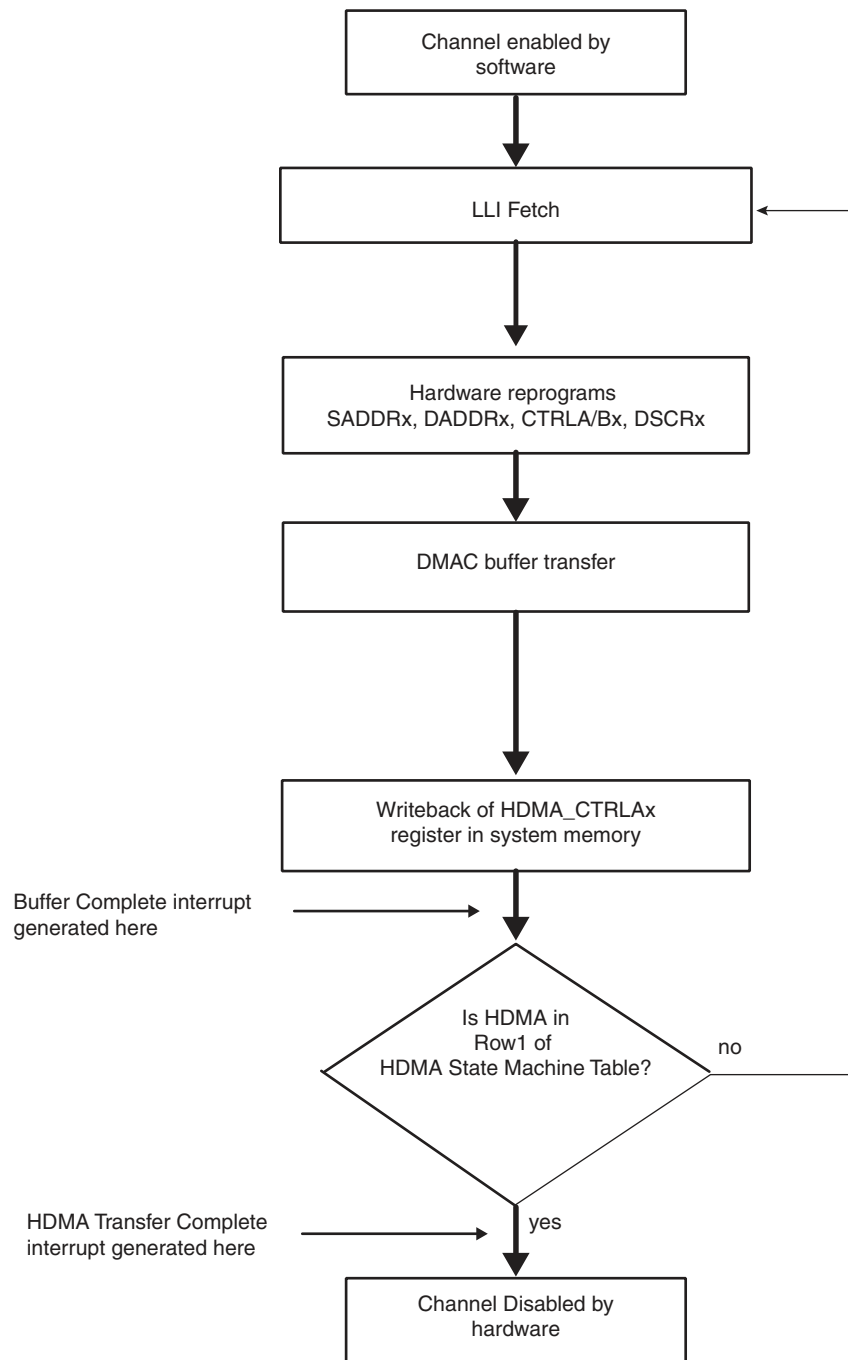 Channel enabled by
software
LLI Fetch
Hardware reprograms
SADDRx, DADDRx, CTRLA/Bx, DSCRx
DMAC buffer transfer
Writeback of HDMA_CTRLAx
register in system memory
Buffer Complete interrupt
generated here
Is HDMA in
Row1 of
HDMA State Machine Table?
no
HDMA Transfer Complete
interrupt generated here
yes
Channel Disabled by
hardware